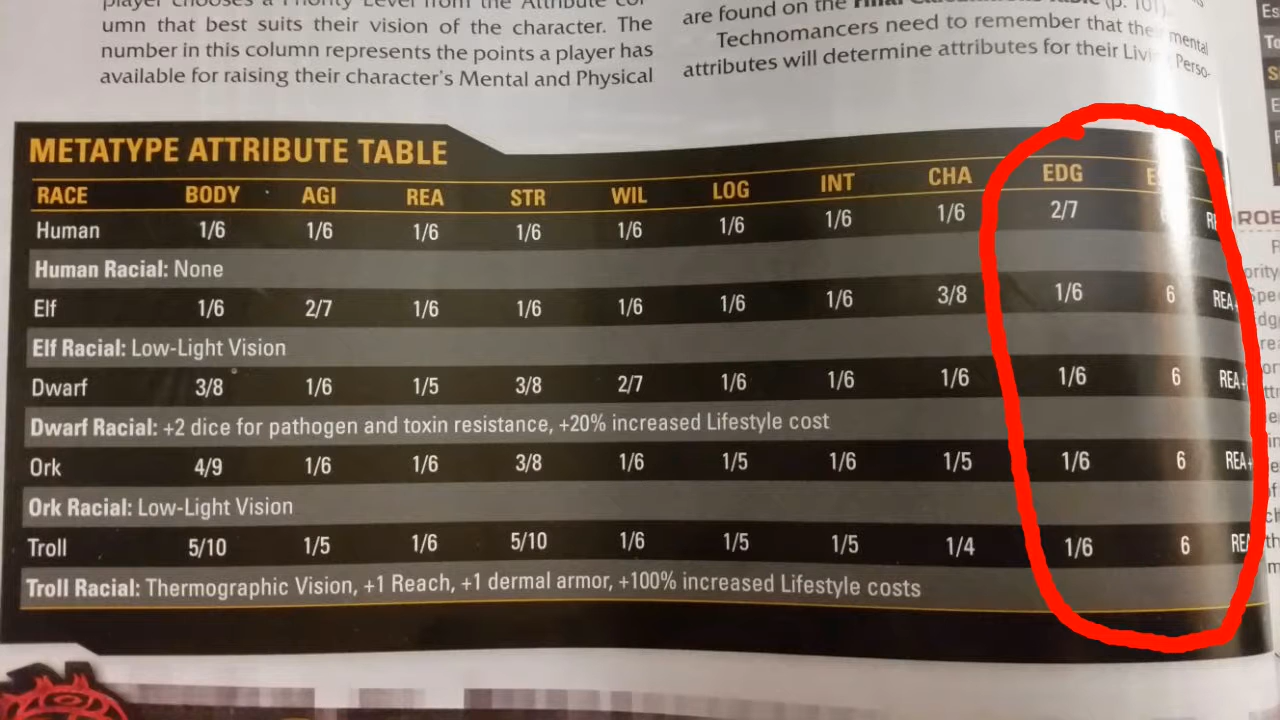 umn that best suits their vision of the character. The
number in this column represents the points a player has
available for raising their character's Mental and Physical
are found on the
Technomancers need to remember that their mental
attributes will determine attributes for their Perso-
METATYPE ATTRIBUTE TABLE
RACE BODY AGI REA STR WIL LOG INT CHA EDG
Human 1/6 1/6 1/6 1/6 1/6 1/6 1/6 1/6 2/7
Human Racial: None
Elf 1/6 2/7 1/6 1/6 1/6 1/6 1/6 3/8 1/6 6 REA
Elf Racial: Low-Light Vision
Dwarf 3/8 1/6 1/5 3/8 2/7 1/6 1/6 1/6 1/6 6 REA
Dwarf Racial: +2 dice for pathogen and toxin resistance, +20% increased Lifestyle cost
Ork 4/9 1/6 1/6 3/8 1/6 1/5 1/6 1/5 1/6 6 REA+
Ork Racial: Low-Light Vision
Troll 5/10 1/5 1/6 5/10 1/6 1/5 1/5 1/4 1/6 6 REA
Troll Racial: Thermographic Vision, +1 Reach, +1 dermal armor, +100% increased Lifestyle costs